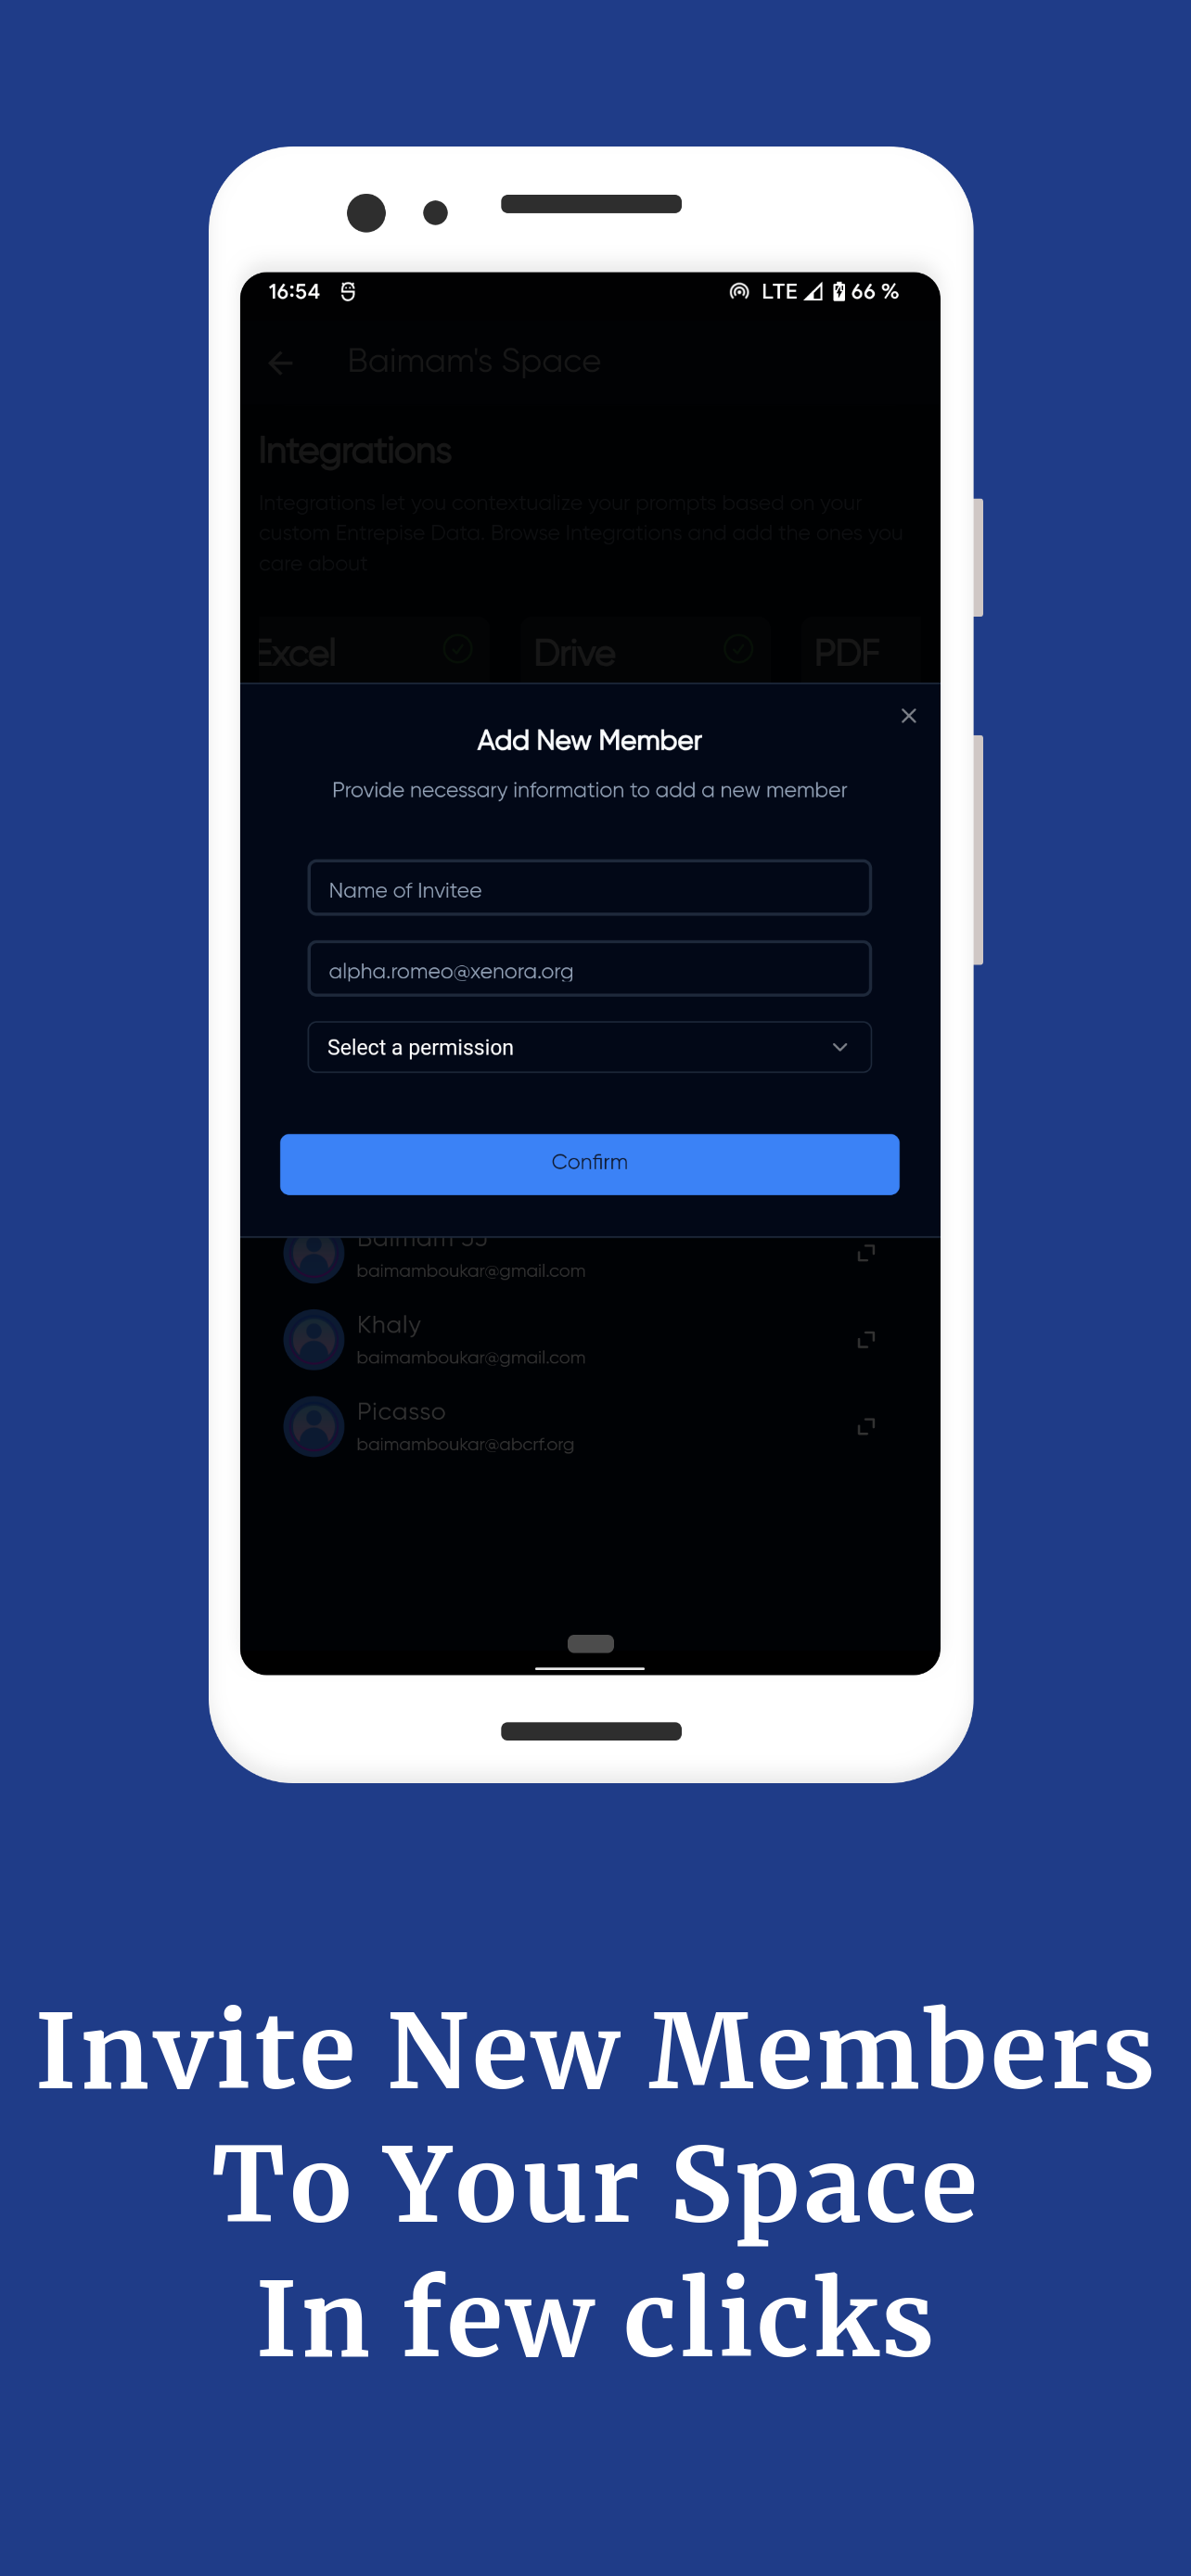 16:54 LTE 66 %
Baimam's Space
Integrations
Integrations let you contextualize your prompts based on your
custom Entrepise Data. Browse Integrations and add the ones you
care about
Excel Drive PDF
Add New Member
Provide necessary information to add a new member
Name of Invitee
alpha.romeo@xenora.org
Select a permission
Confirm
Baimam
baimamboukar@gmail.com
Khaly
baimamboukar@gmail.com
Picasso
baimamboukar@abcrf.org
Invite New Members
To Your Space
In few clicks